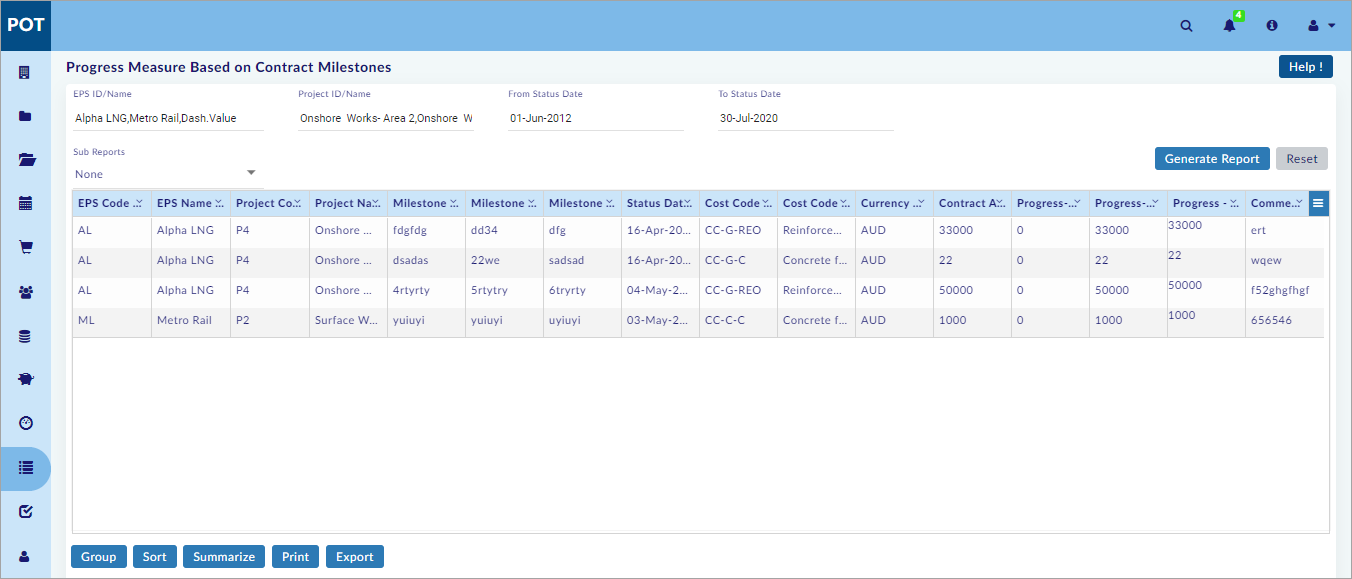 POT
4
Progress Measure Based on Contract Milestones
Help !
EPS ID/Name Project ID/Name From Status Date To Status Date
Alpha LNG,Metro Rail,Dash.Value Onshore Works- Area 2,Onshore W 01-Jun-2012 30-Jul-2020
Sub Reports
None
Generate Report Reset
EPS Code ... EPS Name ... Project Co... Project Na... Milestone ... Milestone ... Milestone ... Status Dat... Cost Code ... Cost Code ... Currency ... Contract A... Progress-... Progress-... Progress - ... Comme...
AL Alpha LNG P4 Onshore ... fdgfdg dd34 dfg 16-Apr-20... CC-G-REO Reinforce... AUD 33000 0 33000 33000 ert
AL Alpha LNG P4 Onshore ... dsadas 22we sadsad 16-Apr-20... CC-G-C Concrete f... AUD 22 0 22 22 wqew
AL Alpha LNG P4 Onshore ... 4rtyrty 5rtytry 6tryrty 04-May-2... CC-G-REO Reinforce... AUD 50000 0 50000 50000 f52ghgfhgf
ML Metro Rail P2 Surface W... yuiuyi yuiuyi uyiuyi 03-May-2... CC-C-C Concrete f... AUD 1000 0 1000 1000 656546
Group Sort Summarize Print Export